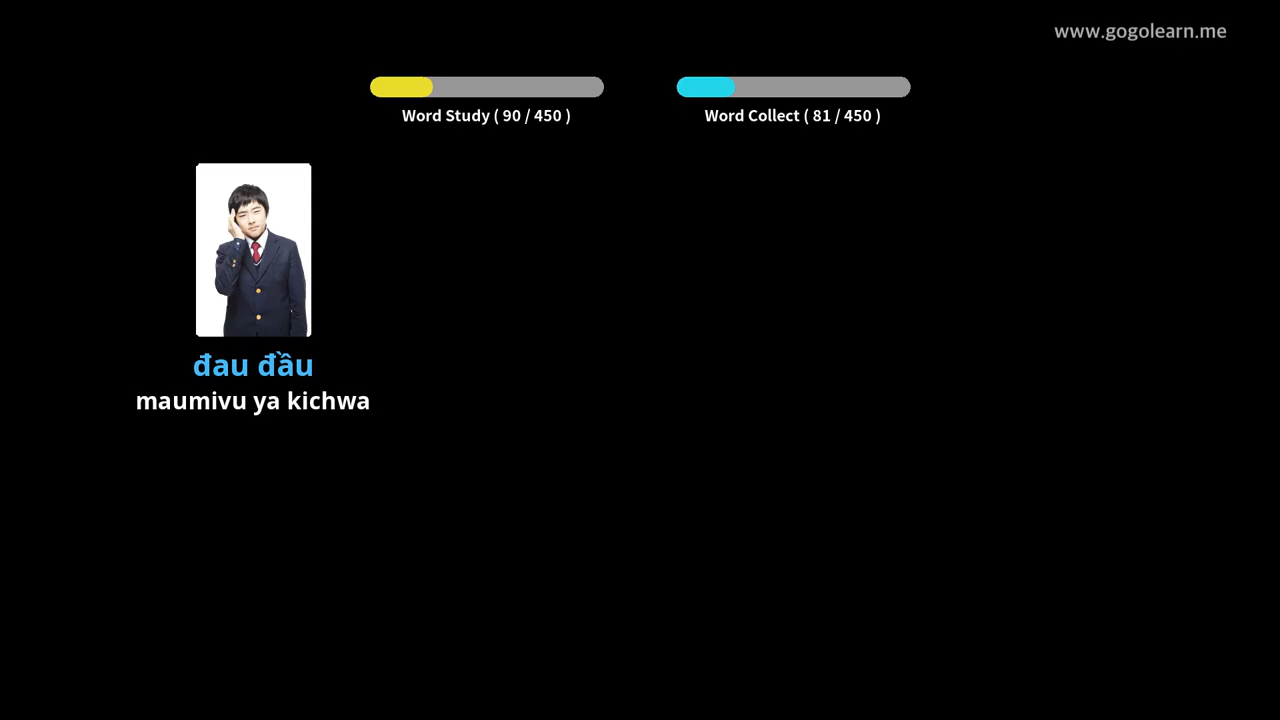 www.gogolearn.me
Word Study ( 90 / 450 )
Word Collect ( 81 / 450 )
đau đầu
maumivu ya kichwa